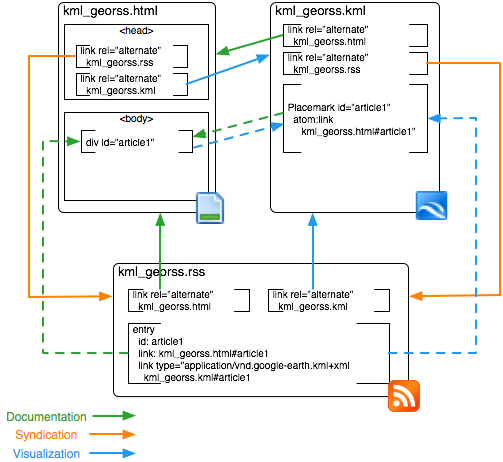 kml_georss.html
<head>
link rel="alternate"
kml_georss.rss
link rel="alternate"
kml_georss.kml
<body>
div id="article1"
kml_georss.kml
link rel="alternate"
kml_georss.html
link rel="alternate"
kml_georss.rss
Placemark id="article1"
atom:link
kml_georss.html#article1"
kml_georss.rss
link rel="alternate"
kml_georss.html
link rel="alternate"
kml_georss.kml
entry
id: article1
link: kml_georss.html#article1
link type="application/vnd.google-earth.kml+xml
kml_georss.kml#article1
Documentation
Syndication
Visualization